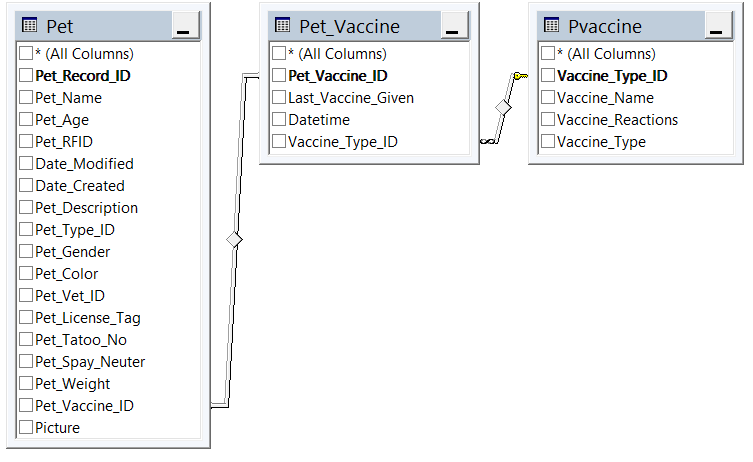 Pet
* (All Columns)
Pet_Record_ID
Pet_Name
Pet_Age
Pet_RFID
Date_Modified
Date_Created
Pet_Description
Pet_Type_ID
Pet_Gender
Pet_Color
Pet_Vet_ID
Pet_License_Tag
Pet_Tatoo_No
Pet_Spay_Neuter
Pet_Weight
Pet_Vaccine_ID
Picture
Pet_Vaccine
* (All Columns)
Pet_Vaccine_ID
Last_Vaccine_Given
Datetime
Vaccine_Type_ID
Pvaccine
* (All Columns)
Vaccine_Type_ID
Vaccine_Name
Vaccine_Reactions
Vaccine_Type